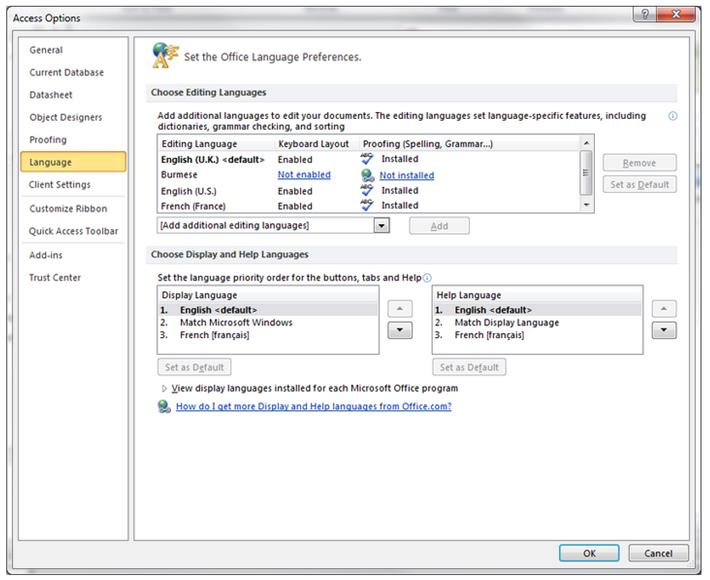 Access Options
General
Current Database
Datasheet
Object Designers
Proofing
Language
Client Settings
Customize Ribbon
Quick Access Toolbar
Add-ins
Trust Center
Set the Office Language Preferences.
Choose Editing Languages
Add additional languages to edit your documents. The editing languages set language-specific features, including
dictionaries, grammar checking, and sorting
Editing Language Keyboard Layout Proofing (Spelling, Grammar...)
English (U.K.) <default> Enabled Installed
Burmese Not enabled Not installed
English (U.S.) Enabled Installed
French (France) Enabled Installed
Remove
Set as Default
[Add additional editing languages] Add
Choose Display and Help Languages
Set the language priority order for the buttons, tabs and Help
Display Language
1. English <default>
2. Match Microsoft Windows
3. French [français]
Set as Default
Help Language
1. English <default>
2. Match Display Language
3. French [français]
Set as Default
View display languages installed for each Microsoft Office program
How do I get more Display and Help languages from Office.com?
OK Cancel